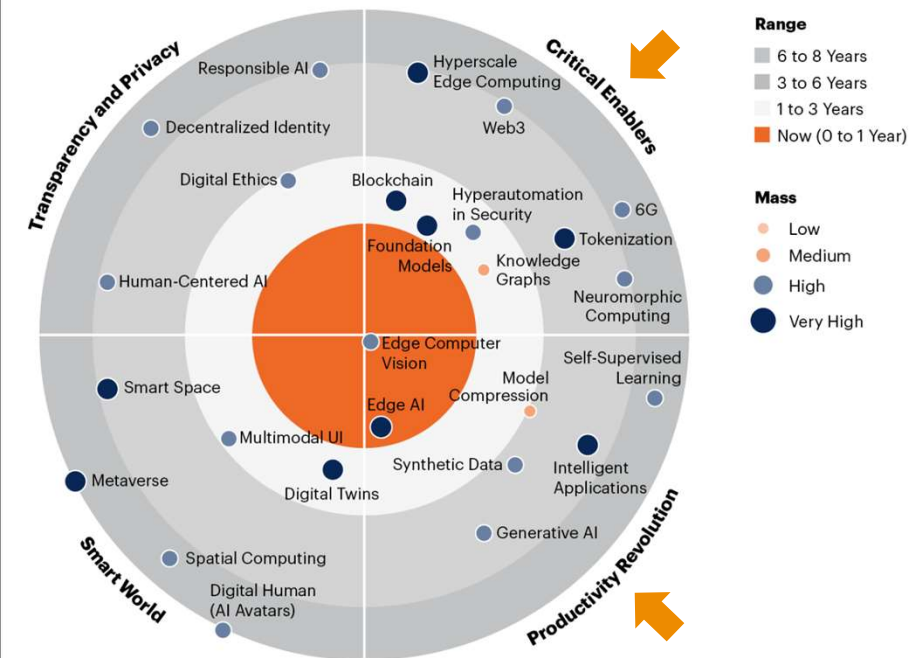 Transparency and Privacy
Critical Enablers
Smart World
Productivity Revolution
Responsible AI
Decentralized Identity
Digital Ethics
Human-Centered AI
Hyperscale
Edge Computing
Web3
Blockchain
Hyperautomation
in Security
6G
Tokenization
Foundation
Models
Knowledge
Graphs
Neuromorphic
Computing
Edge Computer
Vision
Self-Supervised
Learning
Model
Compression
Edge AI
Smart Space
Multimodal UI
Synthetic Data
Intelligent
Applications
Metaverse
Digital Twins
Generative AI
Spatial Computing
Digital Human
(AI Avatars)
Range
6 to 8 Years
3 to 6 Years
1 to 3 Years
Now (0 to 1 Year)
Mass
Low
Medium
High
Very High